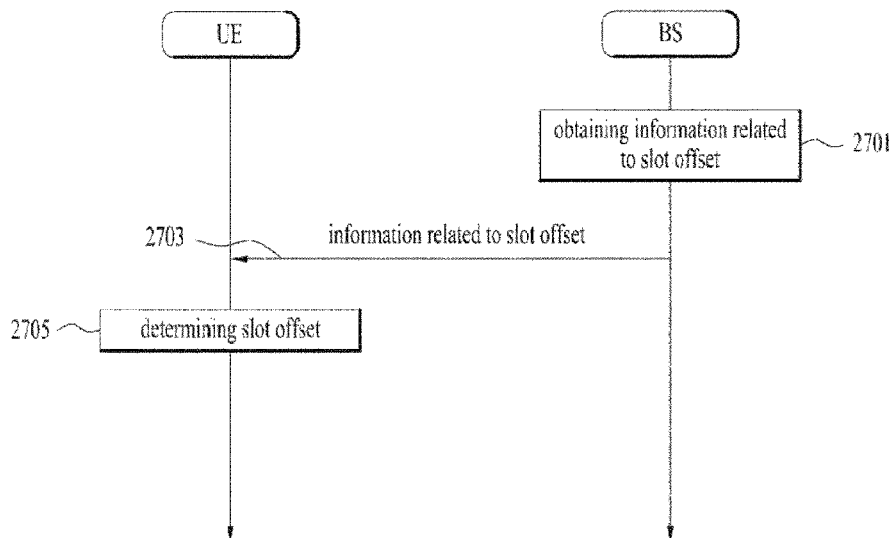 UE
BS
obtaining information related
to slot offset
2701
2703
information related to slot offset
2705
determining slot offset